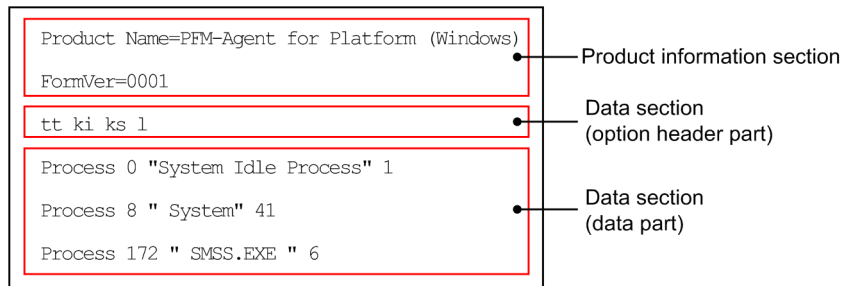 Product Name=PFM-Agent for Platform (Windows)
FormVer=0001
Product information section
tt ki ks l
Data section
(option header part)
Process 0 "System Idle Process" 1
Process 8 " System" 41
Process 172 " SMSS.EXE " 6
Data section
(data part)